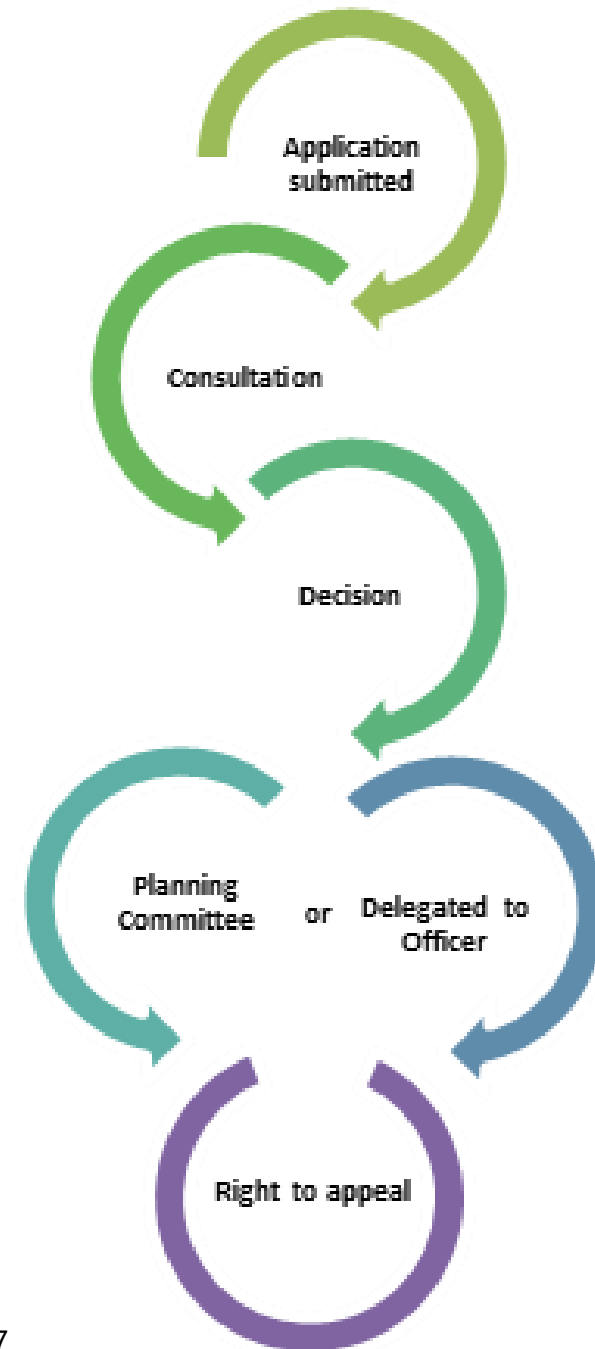 Application
submitted
Consultation
Decision
Planning
Committee
or
Delegated to
Officer
Right to appeal
7